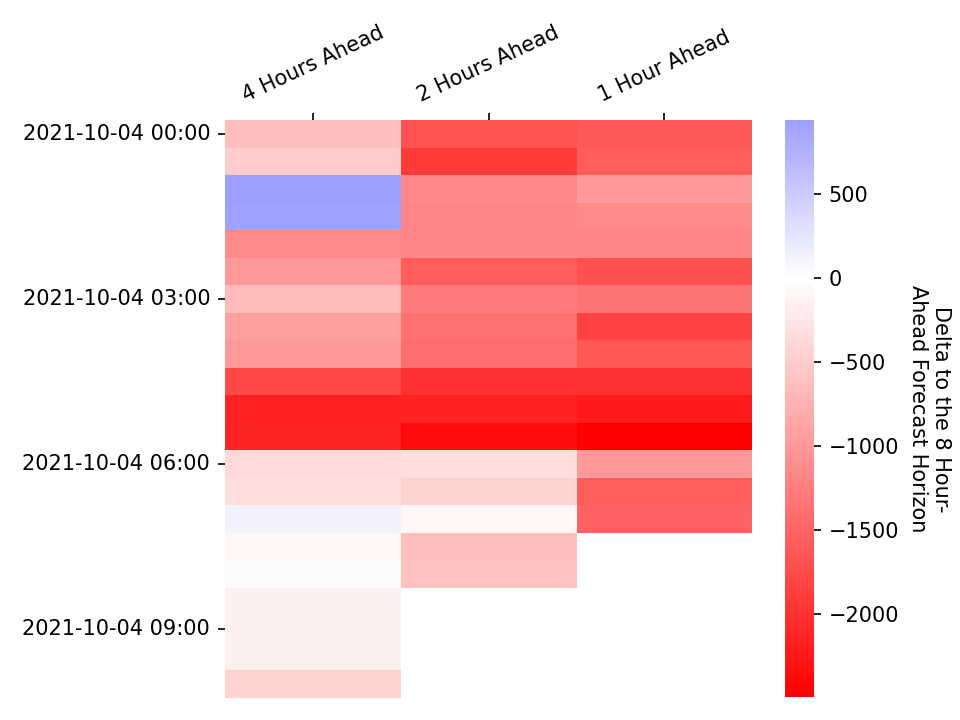 4 Hours Ahead
2 Hours Ahead
1 Hour Ahead
2021-10-04 00:00
2021-10-04 03:00
2021-10-04 06:00
2021-10-04 09:00
500
0
−500
−1000
−1500
−2000
Delta to the 8 Hour-
Ahead Forecast Horizon